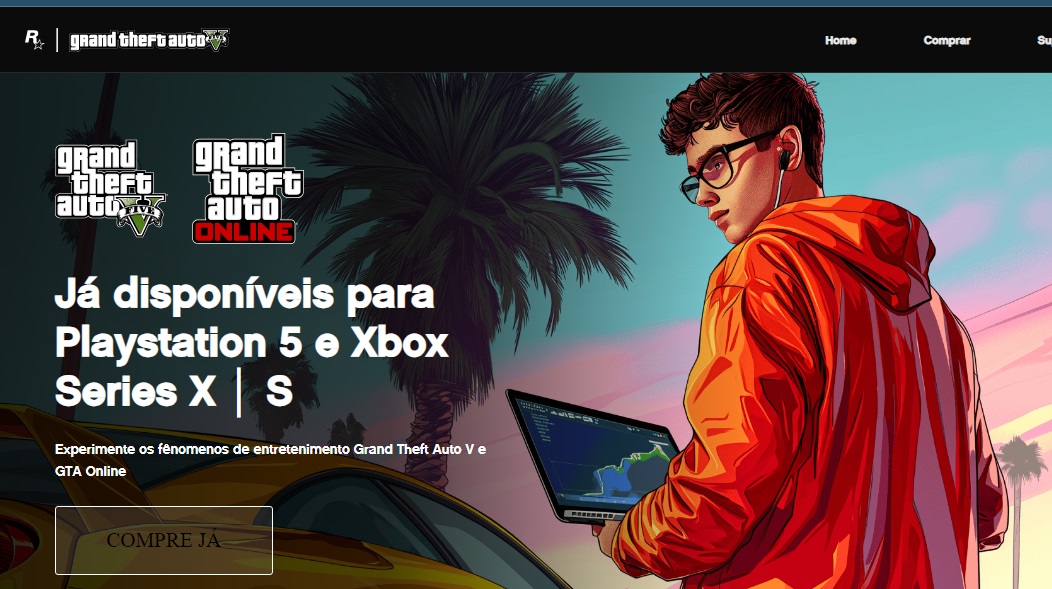 R
grand theft auto V
Home
Comprar
Su
grand
theft
auto V
FIVE
grand
theft
auto
ONLINE
Já disponíveis para
Playstation 5 e Xbox
Series X | S
Experimente os fênomenos de entretenimento Grand Theft Auto V e
GTA Online
COMPRE JÁ